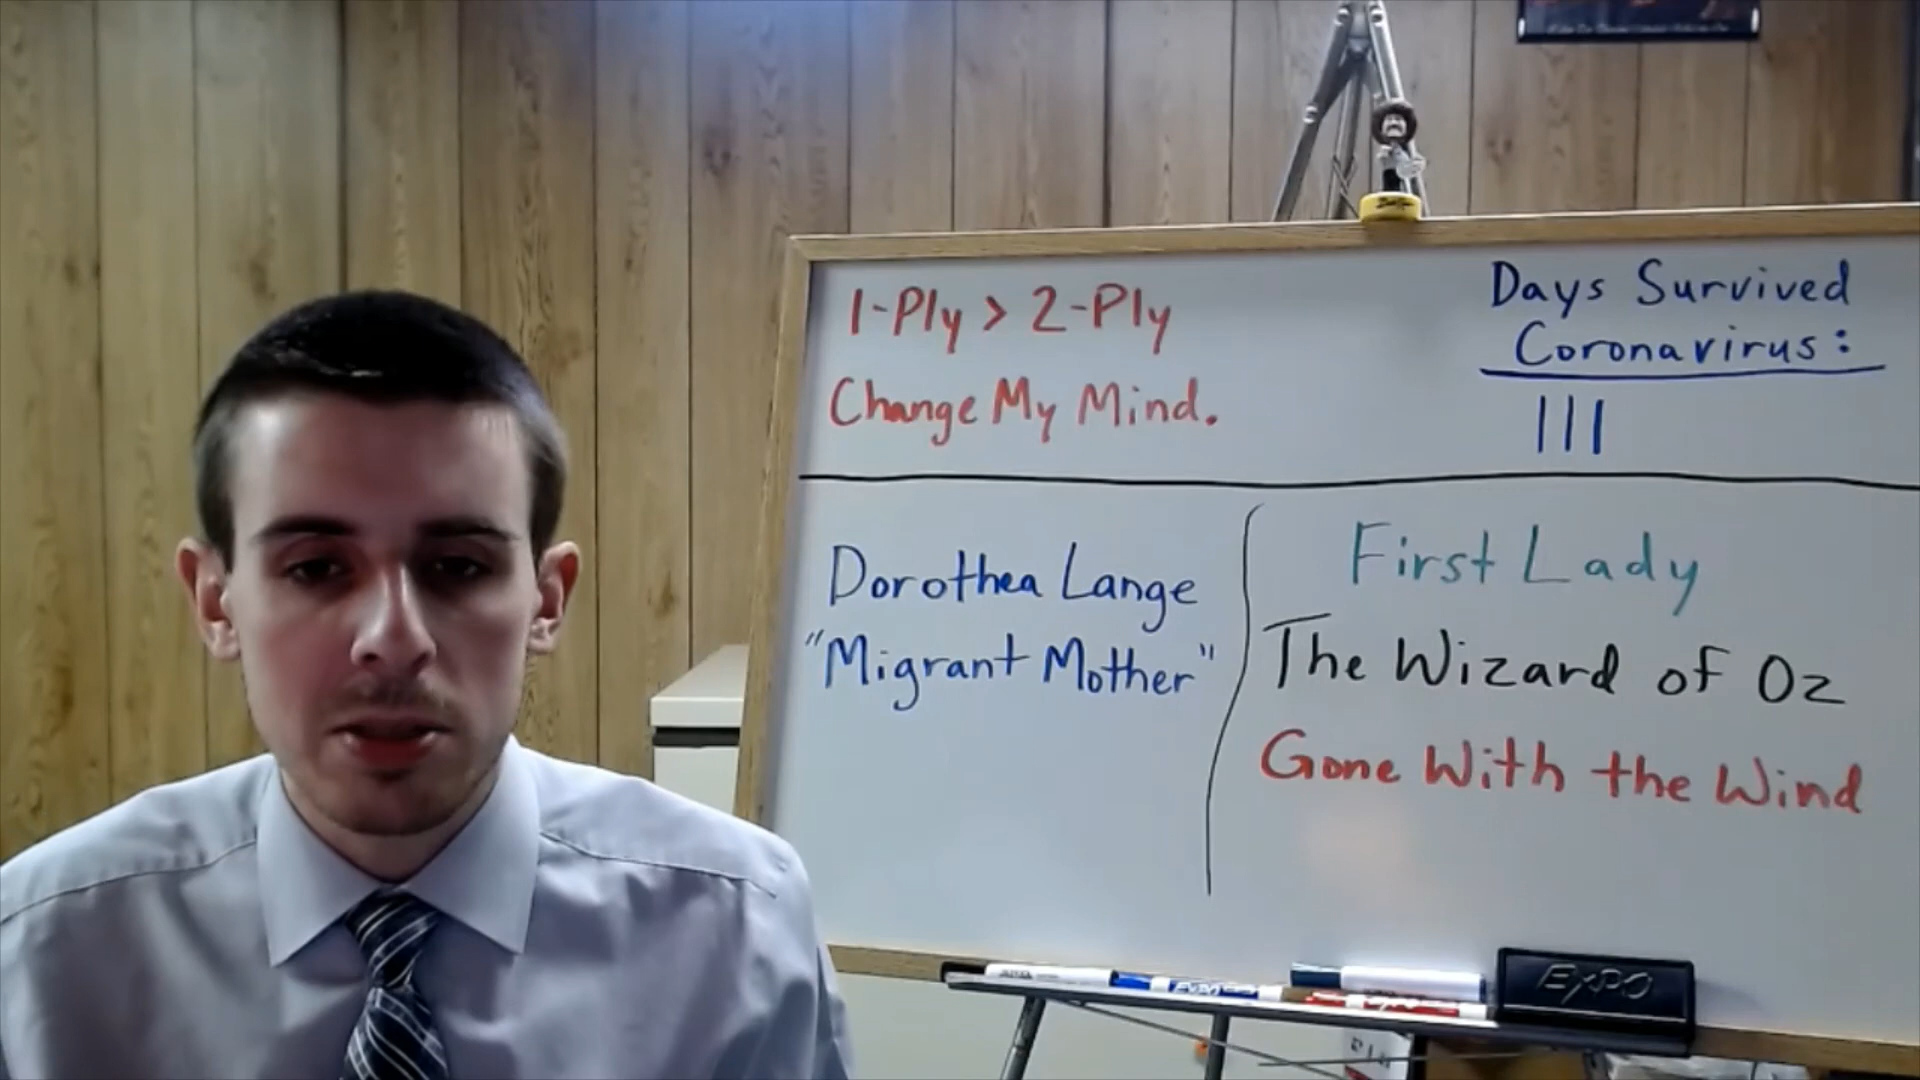 1-Ply > 2-Ply
Change My Mind.
Days Survived
Coronavirus:
|||
Dorothea Lange
"Migrant Mother"
First Lady
The Wizard of Oz
Gone With the Wind
EXPO
EXPO